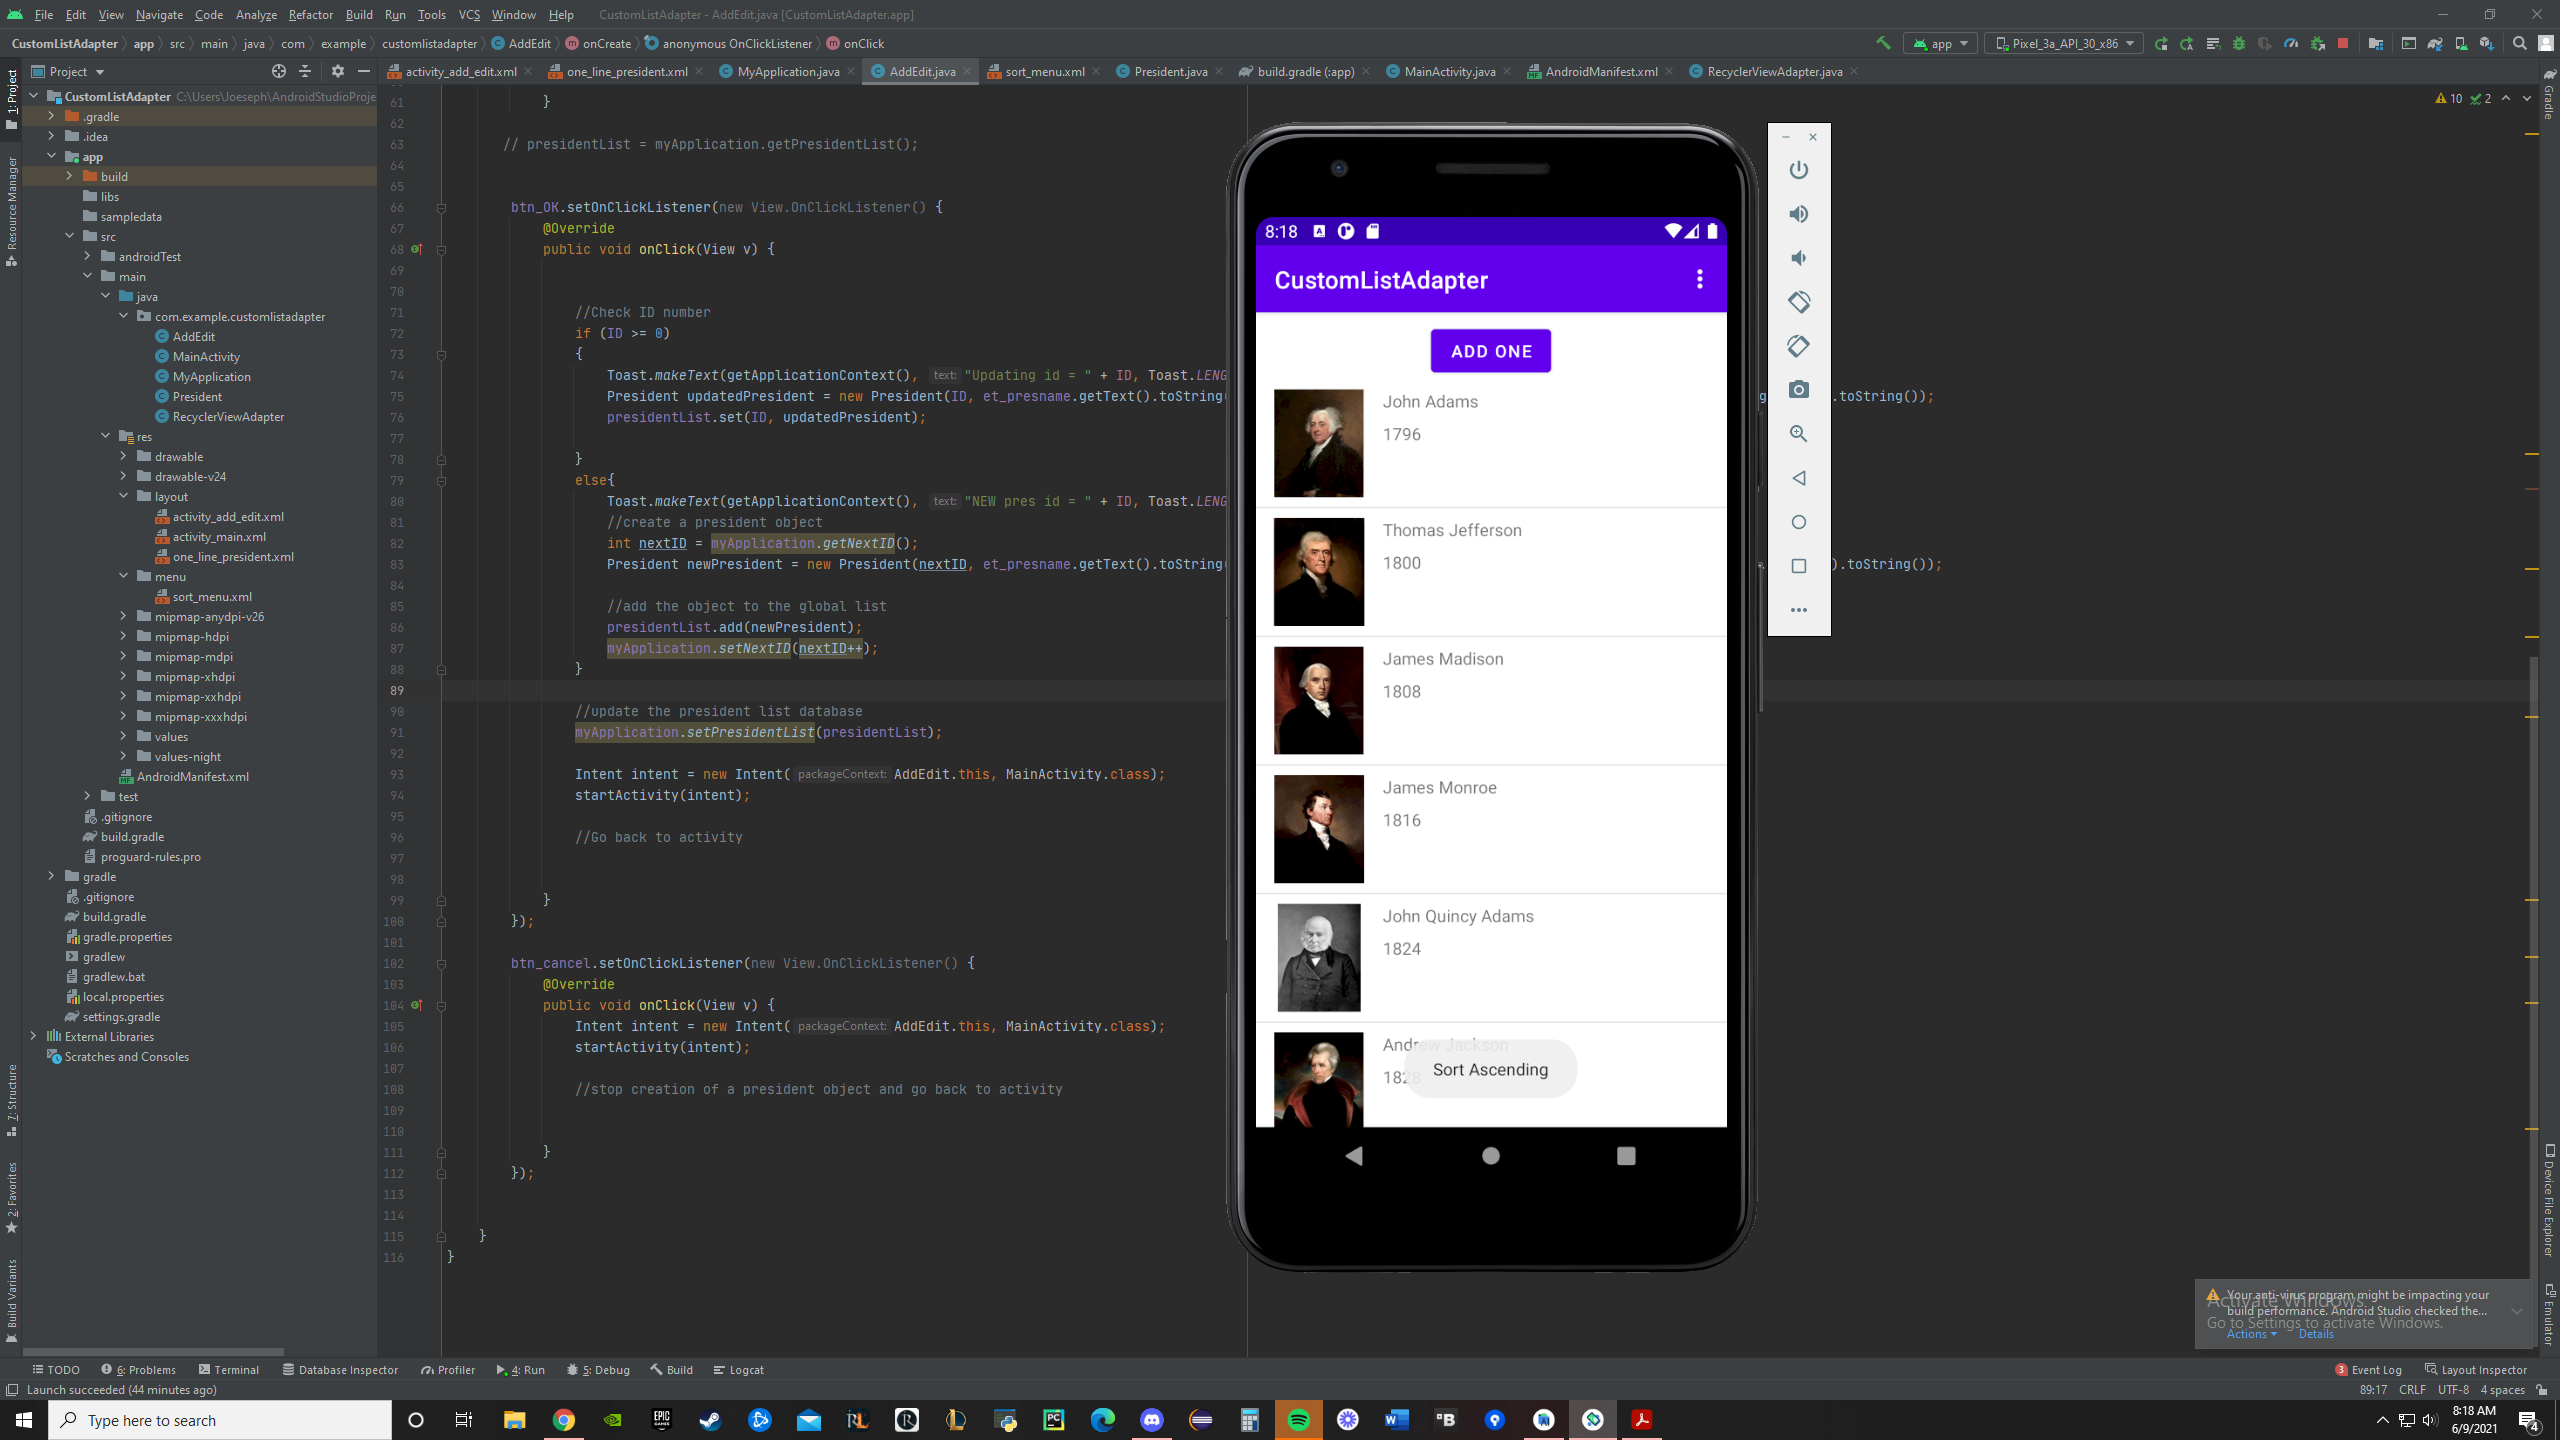 File Edit View Navigate Code Analyze Refactor Build Run Tools VCS Window Help CustomListAdapter - AddEdit.java [CustomListAdapter.app]
CustomListAdapter app src main java com example customlistadapter AddEdit onCreate anonymous OnClickListener onClick app Pixel_3a_API_30_x86
Project activity_add_edit.xml one_line_president.xml MyApplication.java AddEdit.java sort_menu.xml President.java build.gradle (:app) MainActivity.java AndroidManifest.xml RecyclerViewAdapter.java
1: Project
Resource Manager
7: Structure
2: Favorites
Build Variants
CustomListAdapter C:\Users\Joeseph\AndroidStudioProje
.gradle
.idea
app
build
libs
sampledata
src
androidTest
main
java
com.example.customlistadapter
AddEdit
MainActivity
MyApplication
President
RecyclerViewAdapter
res
drawable
drawable-v24
layout
activity_add_edit.xml
activity_main.xml
one_line_president.xml
menu
sort_menu.xml
mipmap-anydpi-v26
mipmap-hdpi
mipmap-mdpi
mipmap-xhdpi
mipmap-xxhdpi
mipmap-xxxhdpi
values
values-night
AndroidManifest.xml
test
.gitignore
build.gradle
proguard-rules.pro
gradle
.gitignore
build.gradle
gradle.properties
gradlew
gradlew.bat
local.properties
settings.gradle
External Libraries
Scratches and Consoles
10 2
61 }
62
63 // presidentList = myApplication.getPresidentList();
64
65
66 btn_OK.setOnClickListener(new View.OnClickListener() {
67 @Override
68 public void onClick(View v) {
69
70
71 //Check ID number
72 if (ID >= 0)
73 {
74 Toast.makeText(getApplicationContext(), text: "Updating id = " + ID, Toast.LENG
75 President updatedPresident = new President(ID, et_presname.getText().toString( g .toString());
76 presidentList.set(ID, updatedPresident);
77
78 }
79 else{
80 Toast.makeText(getApplicationContext(), text: "NEW pres id = " + ID, Toast.LENG
81 //create a president object
82 int nextID = myApplication.getNextID();
83 President newPresident = new President(nextID, et_presname.getText().toString( ).toString());
84
85 //add the object to the global list
86 presidentList.add(newPresident);
87 myApplication.setNextID(nextID++);
88 }
89
90 //update the president list database
91 myApplication.setPresidentList(presidentList);
92
93 Intent intent = new Intent( packageContext: AddEdit.this, MainActivity.class);
94 startActivity(intent);
95
96 //Go back to activity
97
98
99 }
100 });
101
102 btn_cancel.setOnClickListener(new View.OnClickListener() {
103 @Override
104 public void onClick(View v) {
105 Intent intent = new Intent( packageContext: AddEdit.this, MainActivity.class);
106 startActivity(intent);
107
108 //stop creation of a president object and go back to activity
109
110
111 }
112 });
113
114
115 }
116 }
8:18
CustomListAdapter
ADD ONE
John Adams
1796
Thomas Jefferson
1800
James Madison
1808
James Monroe
1816
John Quincy Adams
1824
Andrew Jackson
1828
Sort Ascending
Gradle
Device File Explorer
Emulator
Your anti-virus program might be impacting your
build performance. Android Studio checked the...
Actions Details
Activate Windows
Go to Settings to activate Windows.
TODO 6: Problems Terminal Database Inspector Profiler 4: Run 5: Debug Build Logcat 3 Event Log Layout Inspector
Launch succeeded (44 minutes ago) 89:17 CRLF UTF-8 4 spaces
Type here to search
8:18 AM
6/9/2021
4